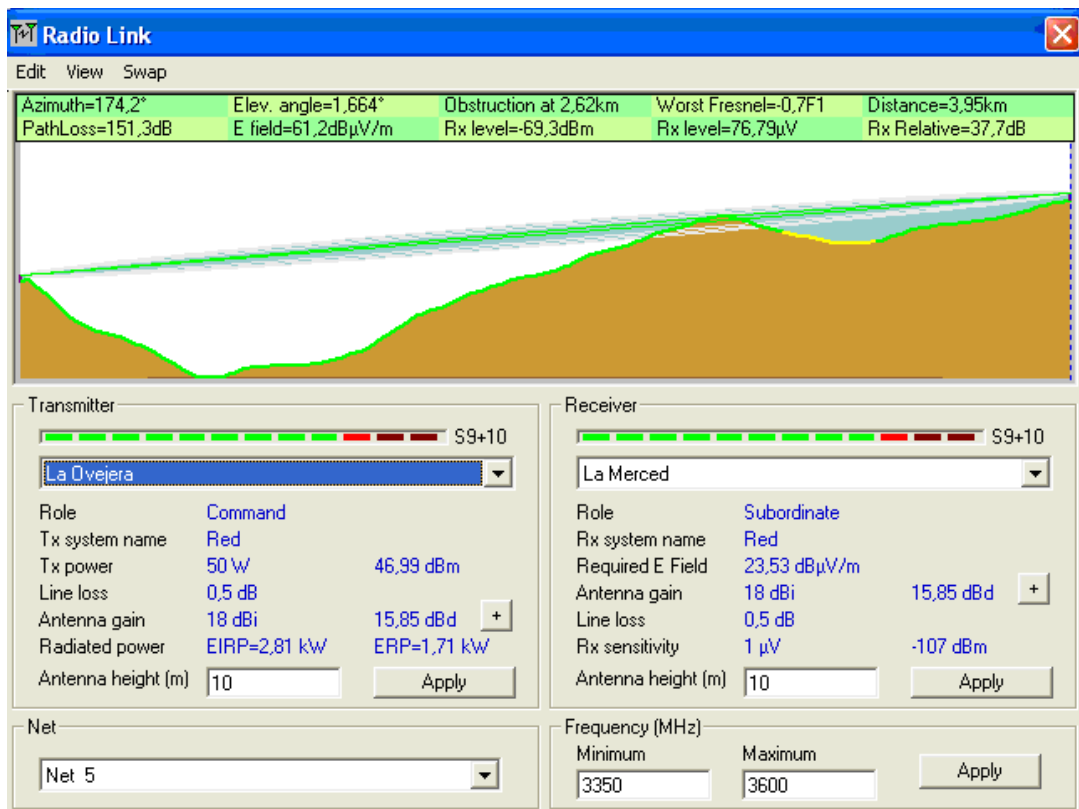 Radio Link
Edit View Swap
Azimuth=174,2° Elev. angle=1,664° Obstruction at 2,62km Worst Fresnel=-0,7F1 Distance=3,95km
PathLoss=151,3dB E field=61,2dBµV/m Rx level=-69,3dBm Rx level=76,79µV Rx Relative=37,7dB
Transmitter
S9+10
La Ovejera
Role Command
Tx system name Red
Tx power 50 W 46,99 dBm
Line loss 0,5 dB
Antenna gain 18 dBi 15,85 dBd +
Radiated power EIRP=2,81 kW ERP=1,71 kW
Antenna height (m) 10 Apply
Receiver
S9+10
La Merced
Role Subordinate
Rx system name Red
Required E Field 23,53 dBµV/m
Antenna gain 18 dBi 15,85 dBd +
Line loss 0,5 dB
Rx sensitivity 1 µV -107 dBm
Antenna height (m) 10 Apply
Net
Net 5
Frequency (MHz)
Minimum Maximum
3350 3600 Apply